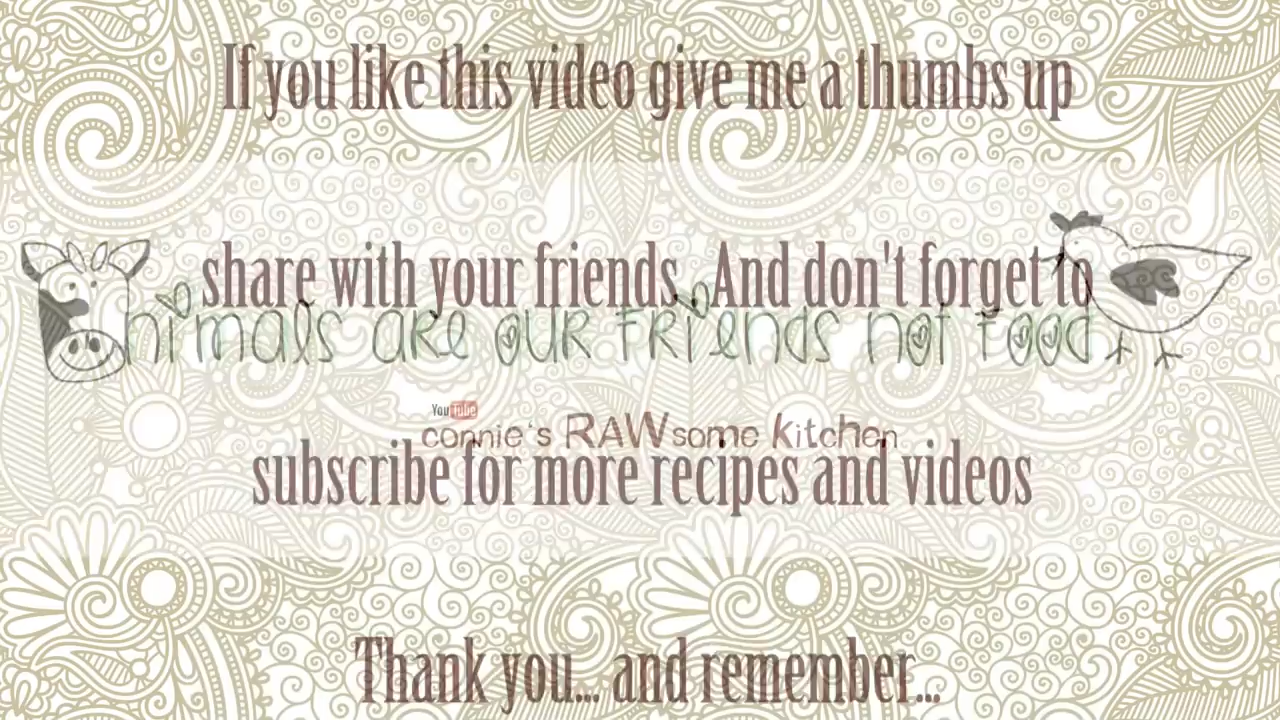 If you like this video give me a thumbs up
share with your friends. And don't forget to
animals are our friends not food
YouTube
connie's RAWsome kitchen
subscribe for more recipes and videos
Thank you... and remember...